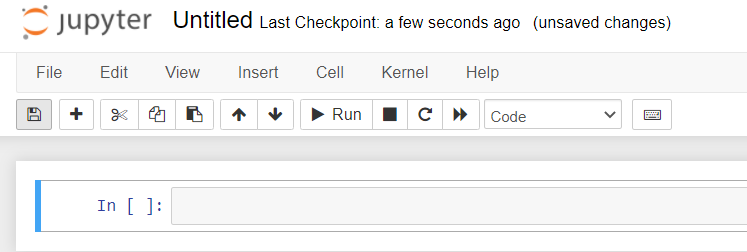 jupyter Untitled Last Checkpoint: a few seconds ago (unsaved changes)
File Edit View Insert Cell Kernel Help
Run Code
In [ ]: